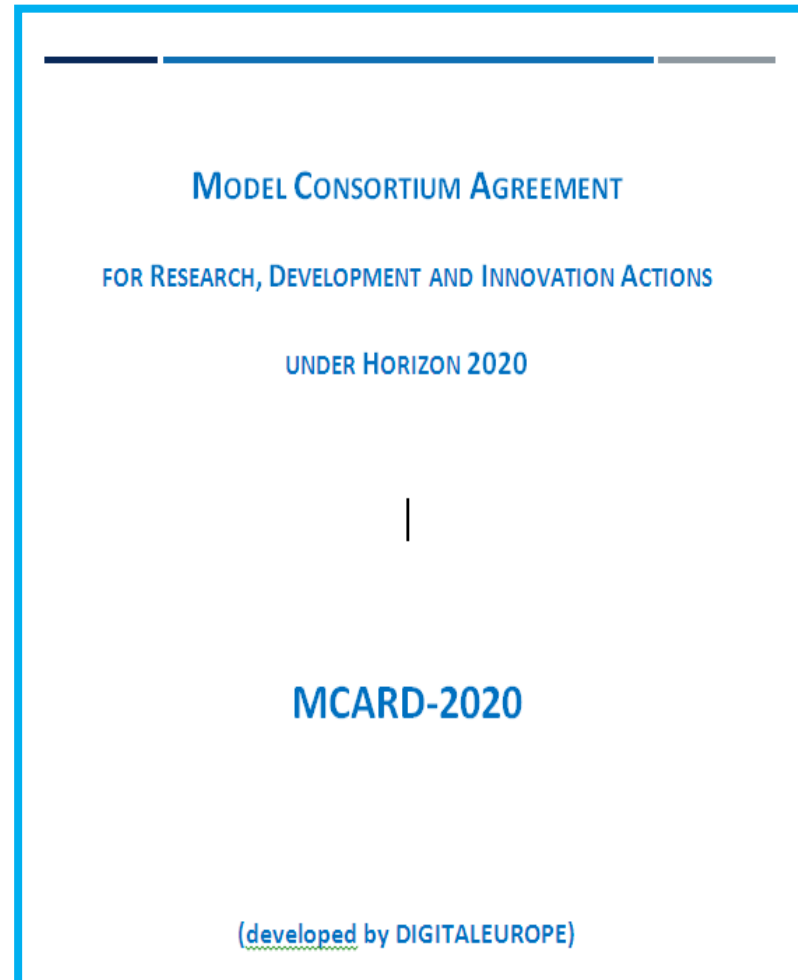 MODEL CONSORTIUM AGREEMENT
FOR RESEARCH, DEVELOPMENT AND INNOVATION ACTIONS
UNDER HORIZON 2020
MCARD-2020
(developed by DIGITALEUROPE)